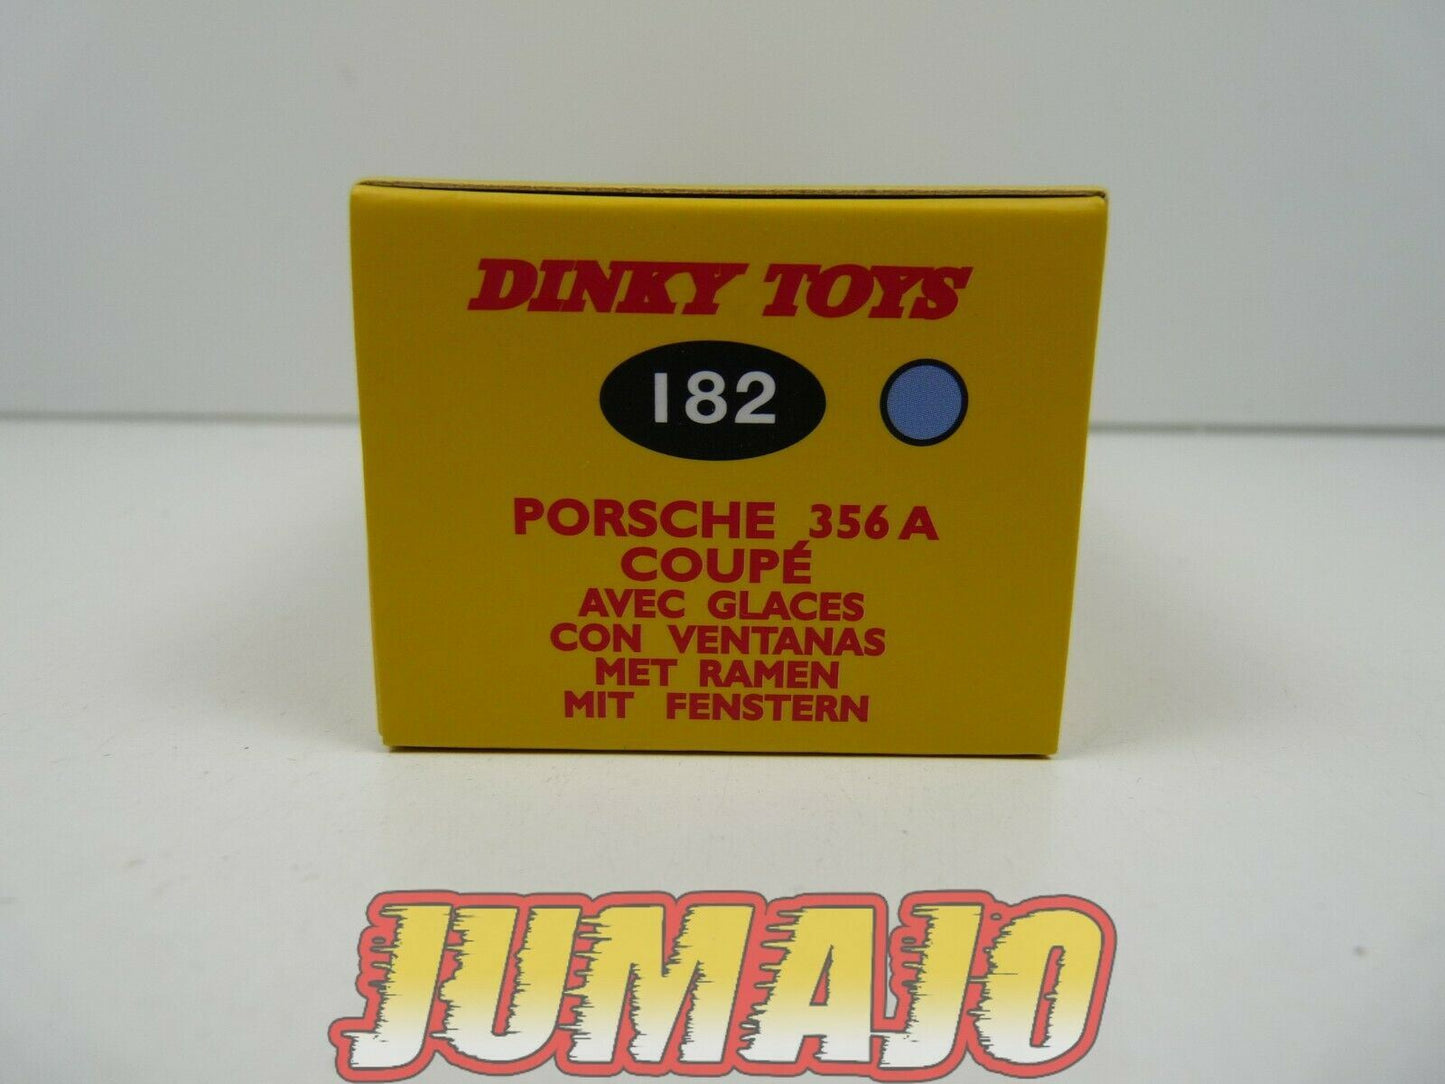 DINKY TOYS
182
PORSCHE 356 A
COUPÉ
AVEC GLACES
CON VENTANAS
MET RAMEN
MIT FENSTERN
JUMAJO